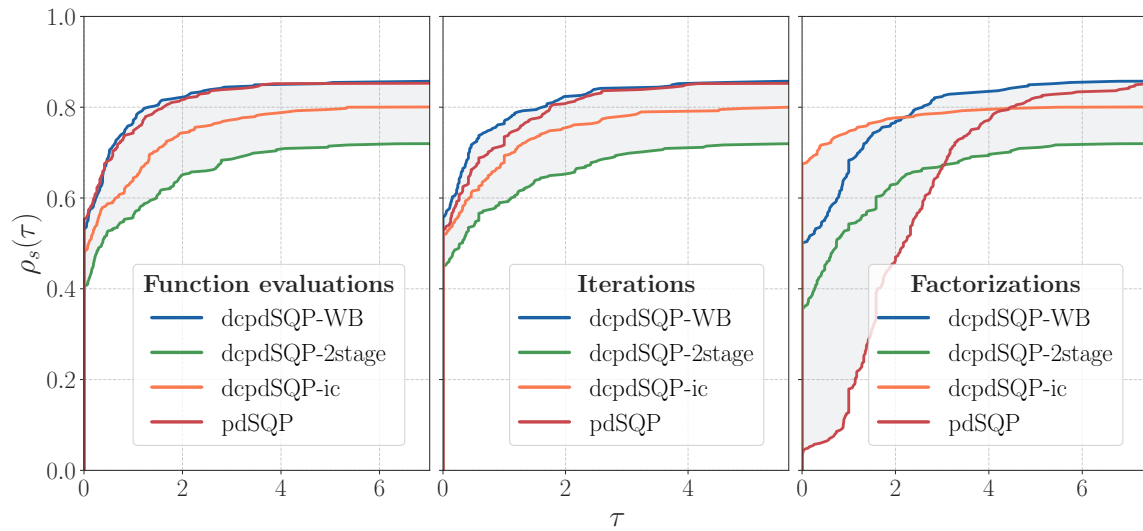 ρ_s(τ)
1.0
0.8
0.6
0.4
0.2
0.0
Function evaluations
dcpdSQP-WB
dcpdSQP-2stage
dcpdSQP-ic
pdSQP
0 2 4 6
Iterations
dcpdSQP-WB
dcpdSQP-2stage
dcpdSQP-ic
pdSQP
0 2 4 6
Factorizations
dcpdSQP-WB
dcpdSQP-2stage
dcpdSQP-ic
pdSQP
0 2 4 6
τ